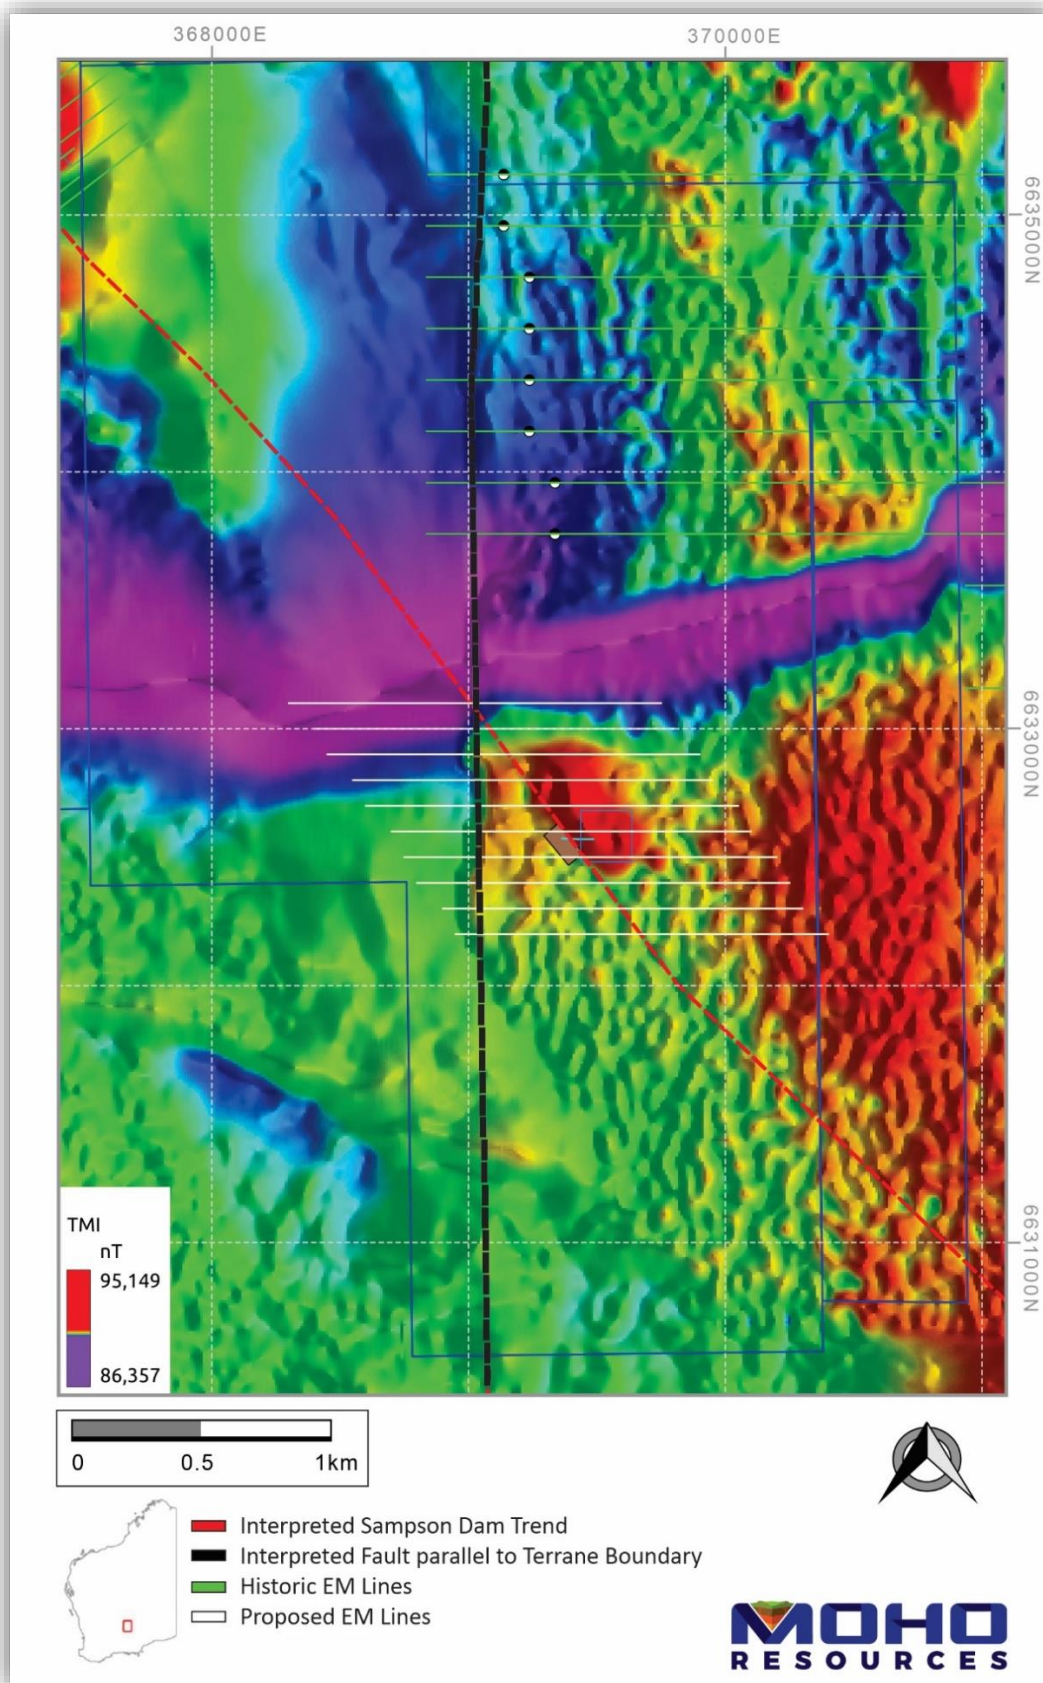 368000E
370000E
6635000N
6633000N
6631000N
TMI
nT
95,149
86,357
0 0.5 1km
Interpreted Sampson Dam Trend
Interpreted Fault parallel to Terrane Boundary
Historic EM Lines
Proposed EM Lines
MOHO
RESOURCES